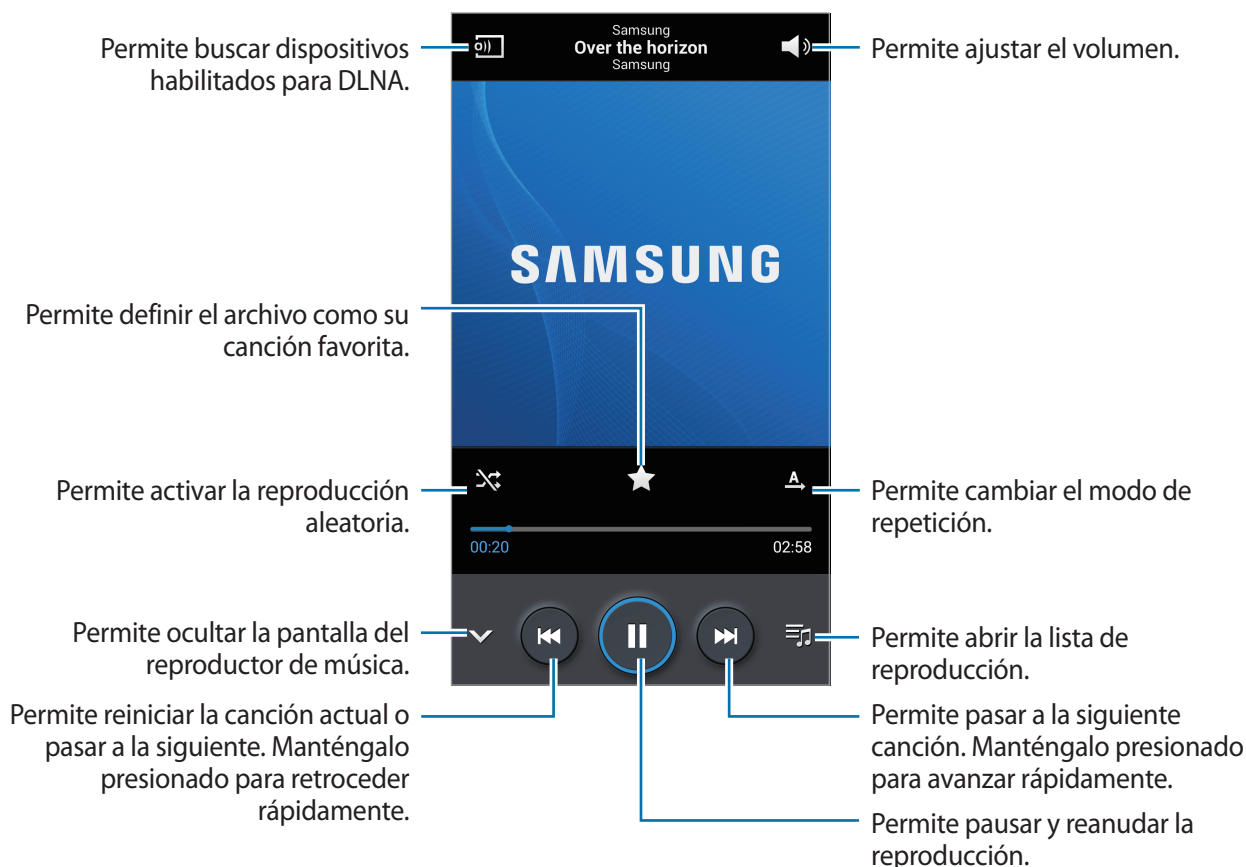 Permite buscar dispositivos
habilitados para DLNA.
Samsung
Over the horizon
Samsung
Permite ajustar el volumen.
SAMSUNG
Permite definir el archivo como su
canción favorita.
Permite activar la reproducción
aleatoria.
A
Permite cambiar el modo de
repetición.
00:20
02:58
Permite ocultar la pantalla del
reproductor de música.
Permite abrir la lista de
reproducción.
Permite reiniciar la canción actual o
pasar a la siguiente. Manténgalo
presionado para retroceder
rápidamente.
Permite pasar a la siguiente
canción. Manténgalo presionado
para avanzar rápidamente.
Permite pausar y reanudar la
reproducción.